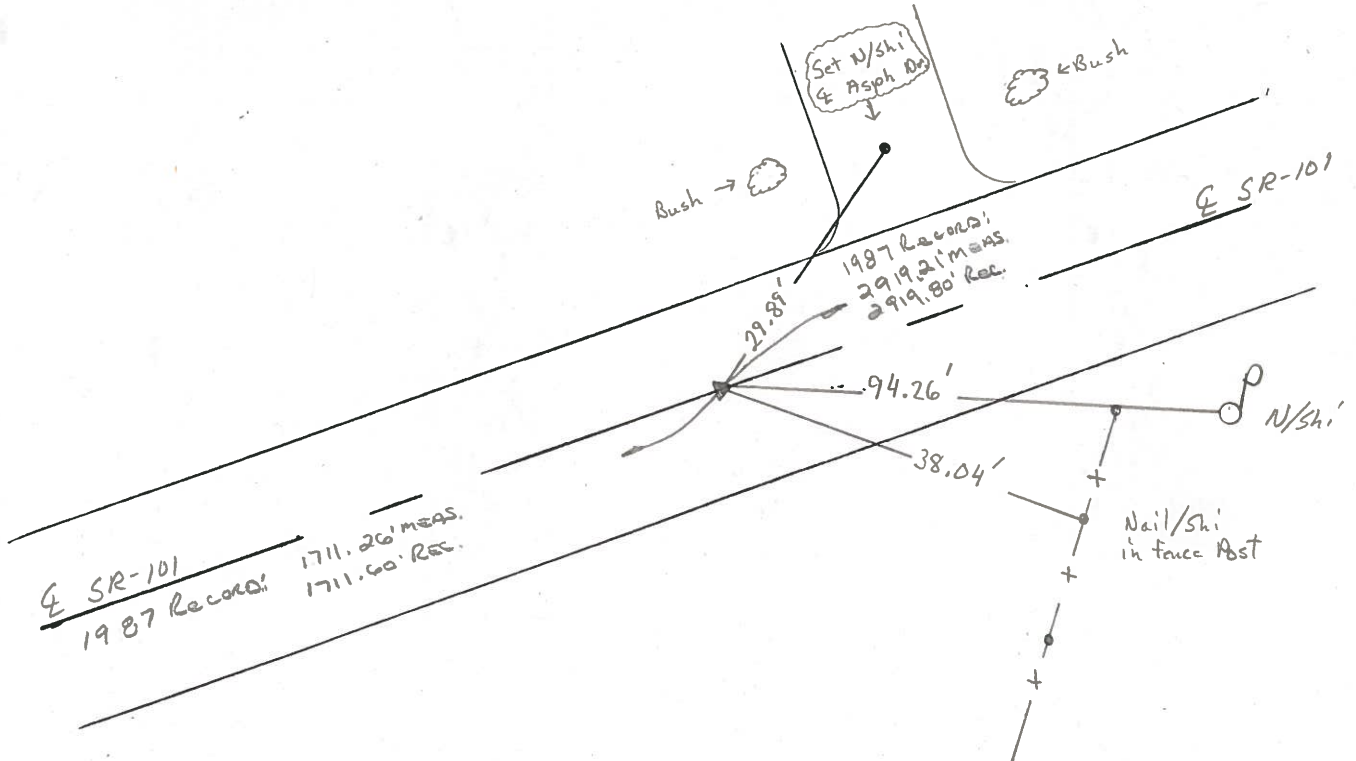 Set N/Shi
℄ Asph Dr.
←Bush
Bush →
℄ SR-101
1987 Record:
2919.21' MEAS.
2919.80' Rec.
29.89'
94.26'
N/Shi
38.04'
Nail/Shi
in fence Post
℄ SR-101
1987 Record:
1711.26' MEAS.
1711.60' REC.